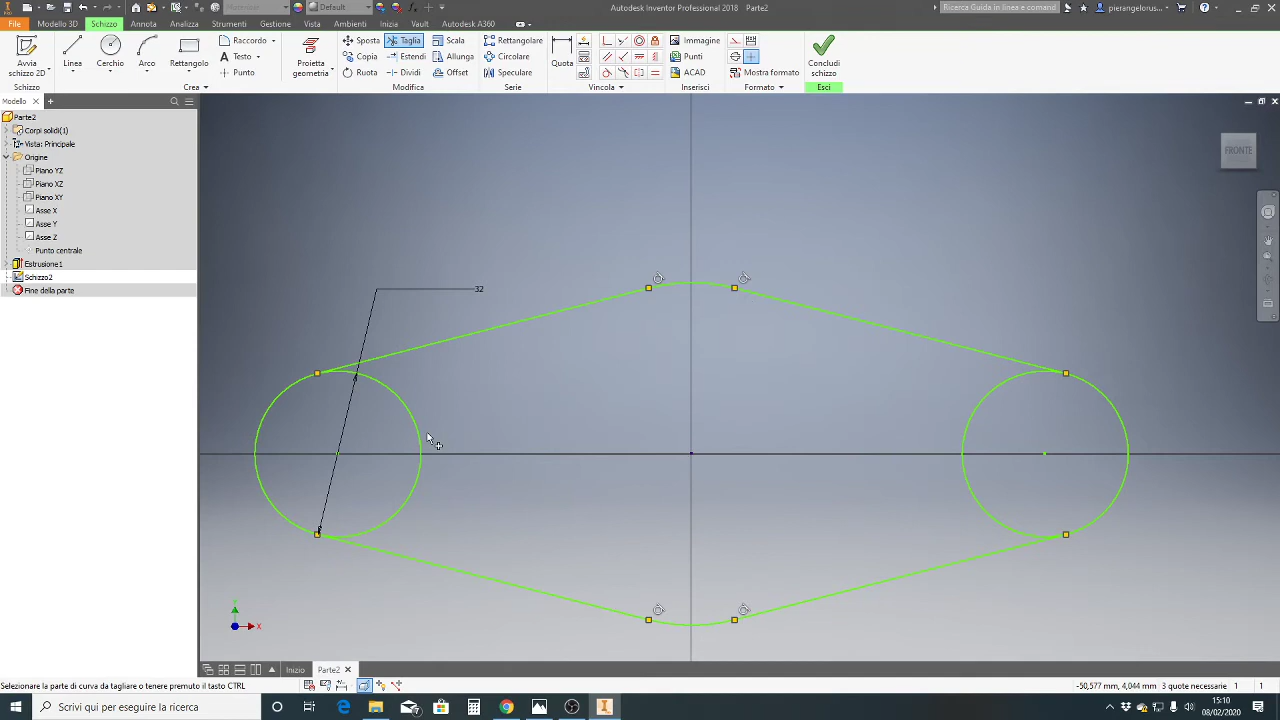 Default
Autodesk Inventor Professional 2018   Parte2
Ricerca Guida in linea e comand
pierangelorus...
File
Modello 3D
Schizzo
Annota
Analizza
Strumenti
Gestione
Vista
Ambienti
Inizia
Vault
Autodesk A360
Avvia
schizzo 2D
Linea
Cerchio
Arco
Rettangolo
Raccordo
Testo
Punto
Proietta
geometria
Sposta
Taglia
Scala
Copia
Estendi
Allunga
Ruota
Dividi
Offset
Rettangolare
Circolare
Speculare
Quota
Immagine
Punti
ACAD
Mostra formato
Concludi
schizzo
Schizzo
Crea
Modifica
Serie
Vincola
Inserisci
Formato
Esci
Modello
Parte2
Corpi solidi(1)
Vista: Principale
Origine
Piano YZ
Piano XZ
Piano XY
Asse X
Asse Y
Asse Z
Punto centrale
Estrusione1
Schizzo2
Fine della parte
FRONTE
32
Y
X
Inizio
Parte2
Selezionare la parte di curva da tagliare o tenere premuto il tasto CTRL
-50,577 mm, 4,044 mm
3 quote necessarie
1
1
Scrivi qui per eseguire la ricerca
15:10
08/02/2020